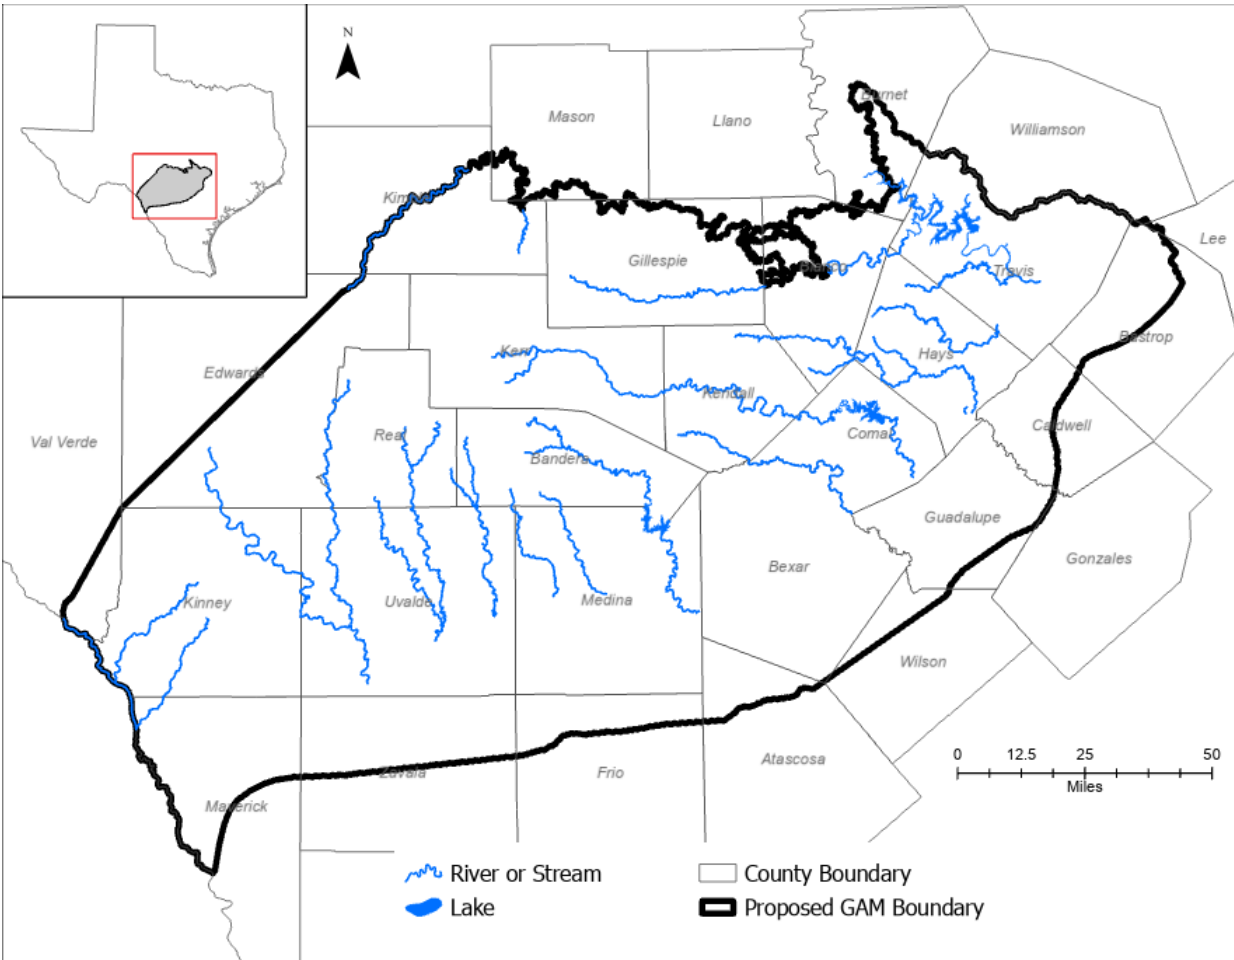 N
Mason
Llano
Burnet
Williamson
Kimble
Lee
Gillespie
Blanco
Travis
Bastrop
Edwards
Kerr
Hays
Kendall
Val Verde
Real
Comal
Caldwell
Bandera
Guadalupe
Gonzales
Bexar
Kinney
Uvalde
Medina
Wilson
Zavala
Frio
Atascosa
Maverick
0 12.5 25 50
Miles
River or Stream
County Boundary
Lake
Proposed GAM Boundary